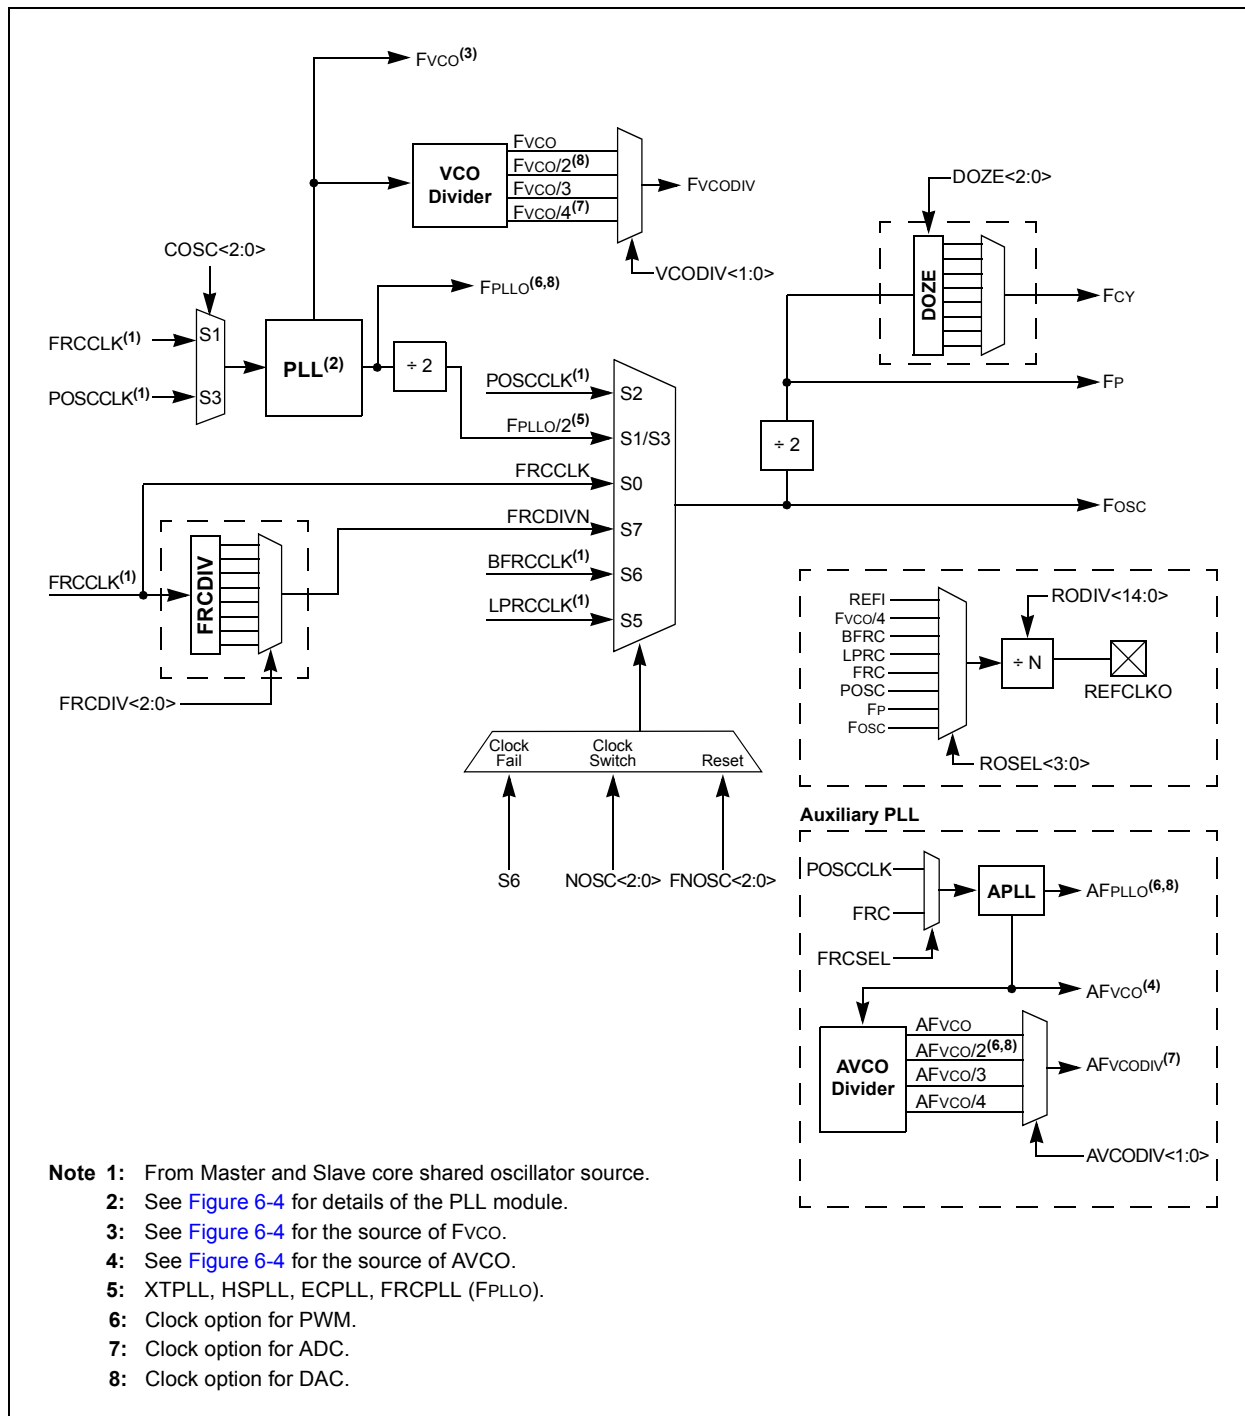 FVCO(3)
VCO
Divider
FVCO
FVCO/2(8)
FVCO/3
FVCO/4(7)
FVCODIV
VCODIV<1:0>
DOZE<2:0>
DOZE
FCY
FP
÷ 2
FOSC
COSC<2:0>
FRCCLK(1)
POSCCLK(1)
S1
S3
PLL(2)
FPLLO(6,8)
÷ 2
POSCCLK(1)
S2
FPLLO/2(5)
S1/S3
FRCCLK
S0
FRCDIVN
S7
BFRCCLK(1)
S6
LPRCCLK(1)
S5
FRCCLK(1)
FRCDIV
FRCDIV<2:0>
Clock
Fail
Clock
Switch
Reset
S6
NOSC<2:0>
FNOSC<2:0>
REFI
FVCO/4
BFRC
LPRC
FRC
POSC
FP
FOSC
RODIV<14:0>
÷ N
REFCLKO
ROSEL<3:0>
Auxiliary PLL
POSCCLK
FRC
FRCSEL
APLL
AFPLLO(6,8)
AFVCO(4)
AVCO
Divider
AFVCO
AFVCO/2(6,8)
AFVCO/3
AFVCO/4
AFVCODIV(7)
AVCODIV<1:0>
Note 1: From Master and Slave core shared oscillator source.
2: See Figure 6-4 for details of the PLL module.
3: See Figure 6-4 for the source of FVCO.
4: See Figure 6-4 for the source of AVCO.
5: XTPLL, HSPLL, ECPLL, FRCPLL (FPLLO).
6: Clock option for PWM.
7: Clock option for ADC.
8: Clock option for DAC.